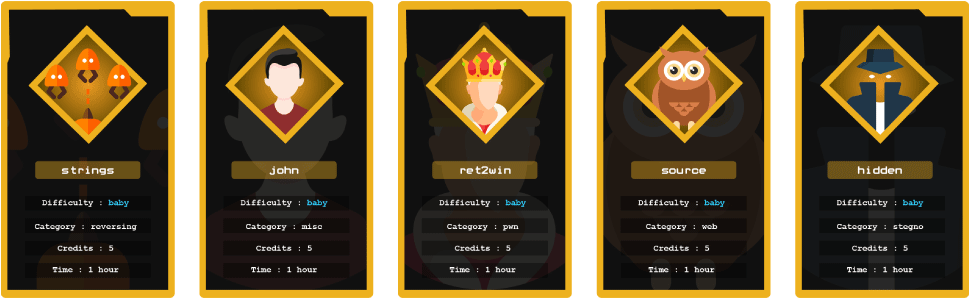 strings
Difficulty : baby
Category : reversing
Credits : 5
Time : 1 hour
john
Difficulty : baby
Category : misc
Credits : 5
Time : 1 hour
ret2win
Difficulty : baby
Category : pwn
Credits : 5
Time : 1 hour
source
Difficulty : baby
Category : web
Credits : 5
Time : 1 hour
hidden
Difficulty : baby
Category : stegno
Credits : 5
Time : 1 hour